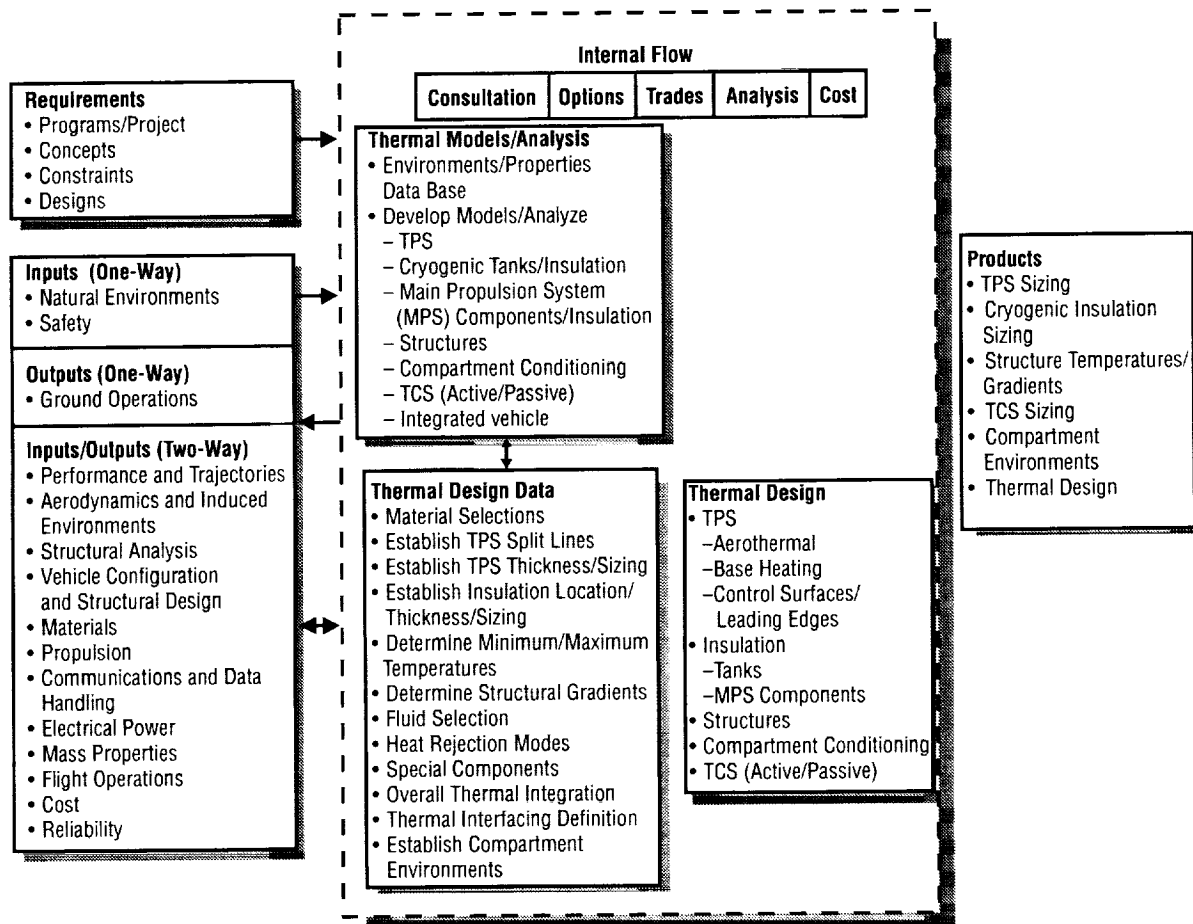 Internal Flow
Consultation Options Trades Analysis Cost
Requirements
• Programs/Project
• Concepts
• Constraints
• Designs
Inputs (One-Way)
• Natural Environments
• Safety
Outputs (One-Way)
• Ground Operations
Inputs/Outputs (Two-Way)
• Performance and Trajectories
• Aerodynamics and Induced
Environments
• Structural Analysis
• Vehicle Configuration
and Structural Design
• Materials
• Propulsion
• Communications and Data
Handling
• Electrical Power
• Mass Properties
• Flight Operations
• Cost
• Reliability
Thermal Models/Analysis
• Environments/Properties
Data Base
• Develop Models/Analyze
– TPS
– Cryogenic Tanks/Insulation
– Main Propulsion System
(MPS) Components/Insulation
– Structures
– Compartment Conditioning
– TCS (Active/Passive)
– Integrated vehicle
Thermal Design Data
• Material Selections
• Establish TPS Split Lines
• Establish TPS Thickness/Sizing
• Establish Insulation Location/
Thickness/Sizing
• Determine Minimum/Maximum
Temperatures
• Determine Structural Gradients
• Fluid Selection
• Heat Rejection Modes
• Special Components
• Overall Thermal Integration
• Thermal Interfacing Definition
• Establish Compartment
Environments
Thermal Design
• TPS
–Aerothermal
–Base Heating
–Control Surfaces/
Leading Edges
• Insulation
–Tanks
–MPS Components
• Structures
• Compartment Conditioning
• TCS (Active/Passive)
Products
• TPS Sizing
• Cryogenic Insulation
Sizing
• Structure Temperatures/
Gradients
• TCS Sizing
• Compartment
Environments
• Thermal Design